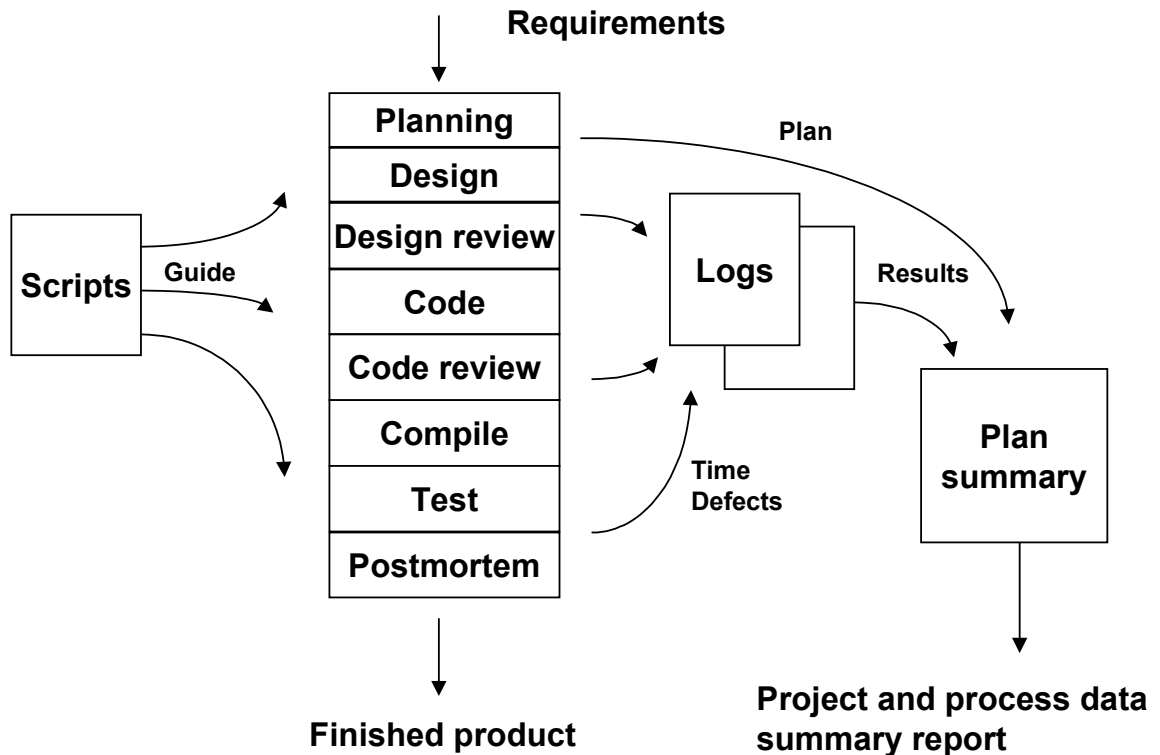 Requirements
Planning
Plan
Design
Design review
Scripts
Guide
Logs
Results
Code
Code review
Compile
Plan
summary
Time
Defects
Test
Postmortem
Finished product
Project and process data
summary report